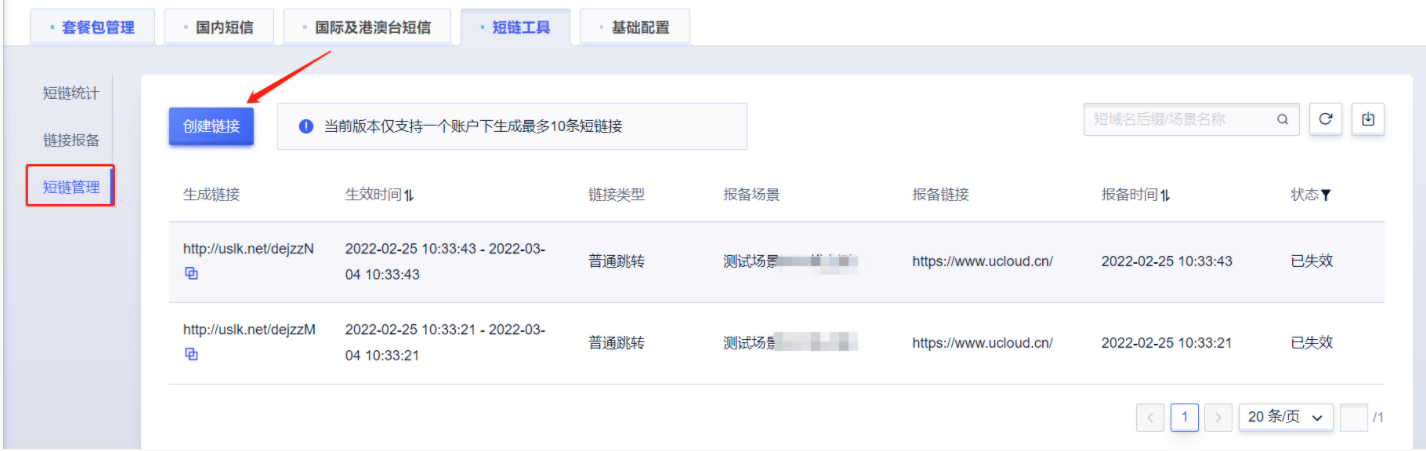 套餐包管理
国内短信
国际及港澳台短信
短链工具
基础配置
短链统计
链接报备
短链管理
创建链接
当前版本仅支持一个账户下生成最多10条短链接
短域名后缀/场景名称
生成链接 生效时间 链接类型 报备场景 报备链接 报备时间 状态
http://uslk.net/dejzzN
2022-02-25 10:33:43 - 2022-03-
04 10:33:43
普通跳转
测试场景
https://www.ucloud.cn/
2022-02-25 10:33:43
已失效
http://uslk.net/dejzzM
2022-02-25 10:33:21 - 2022-03-
04 10:33:21
普通跳转
测试场景
https://www.ucloud.cn/
2022-02-25 10:33:21
已失效
1
20 条/页
/1